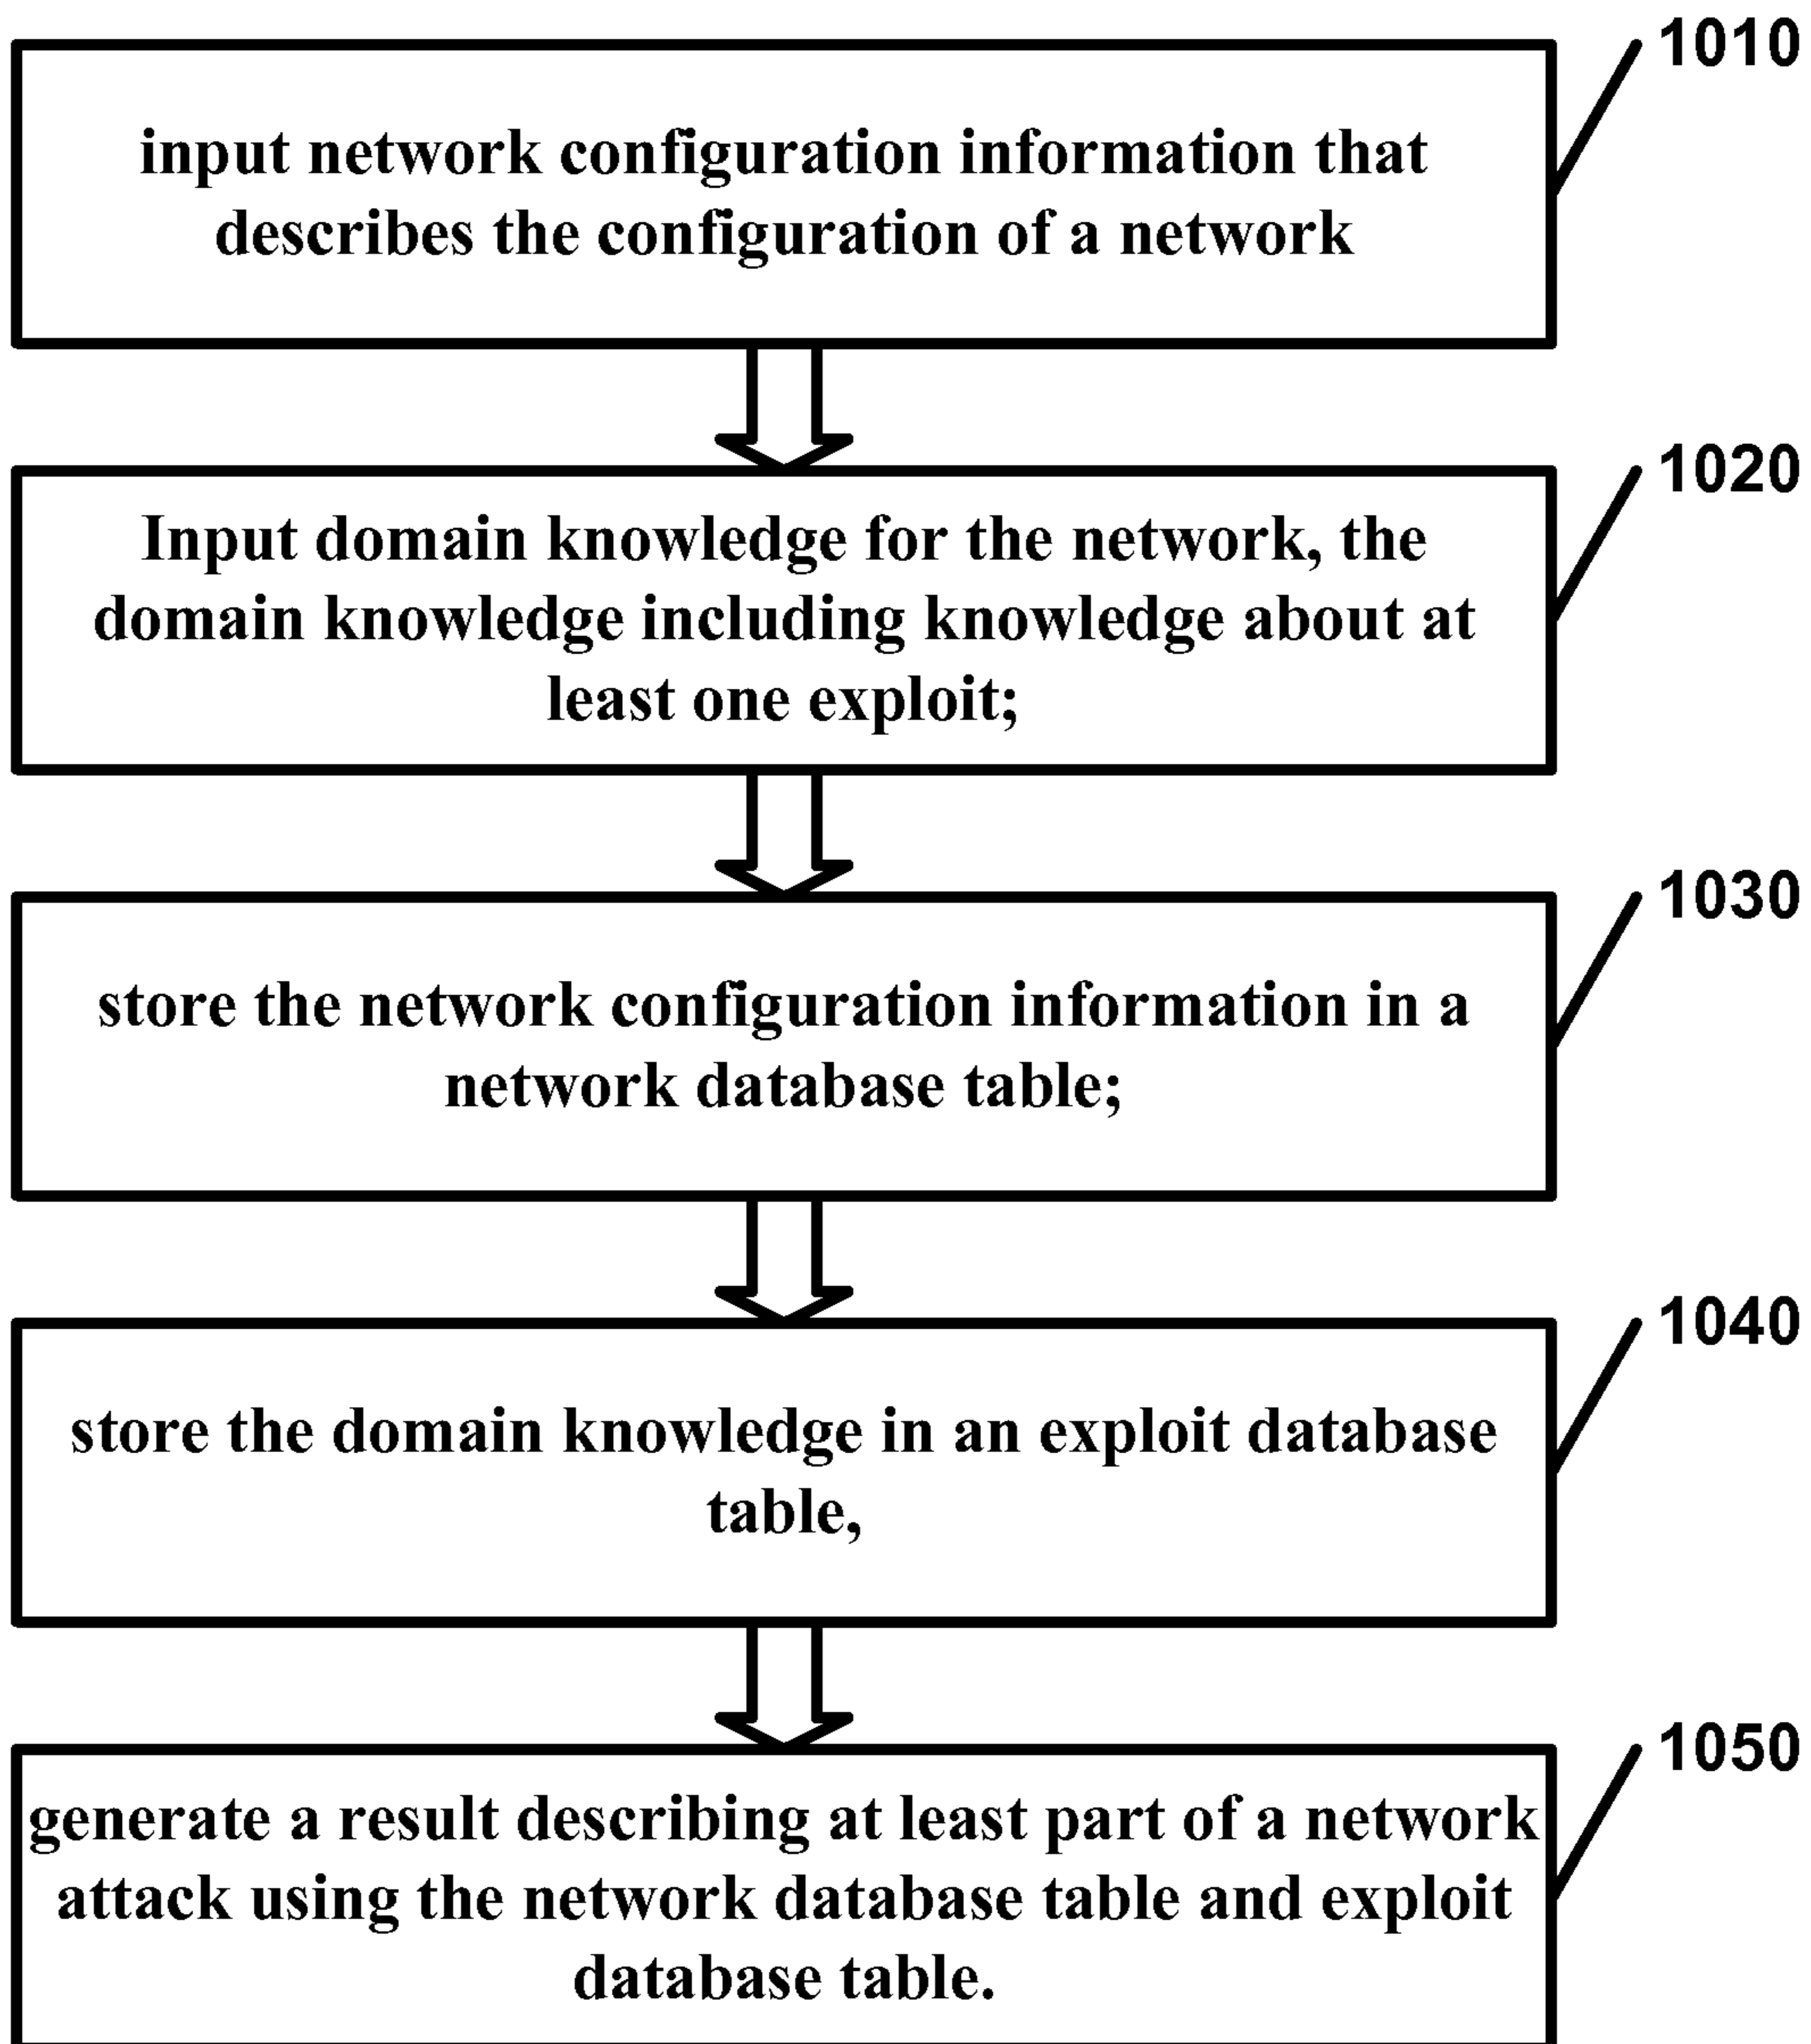 1010
input network configuration information that
describes the configuration of a network
1020
Input domain knowledge for the network, the
domain knowledge including knowledge about at
least one exploit;
1030
store the network configuration information in a
network database table;
1040
store the domain knowledge in an exploit database
table,
1050
generate a result describing at least part of a network
attack using the network database table and exploit
database table.